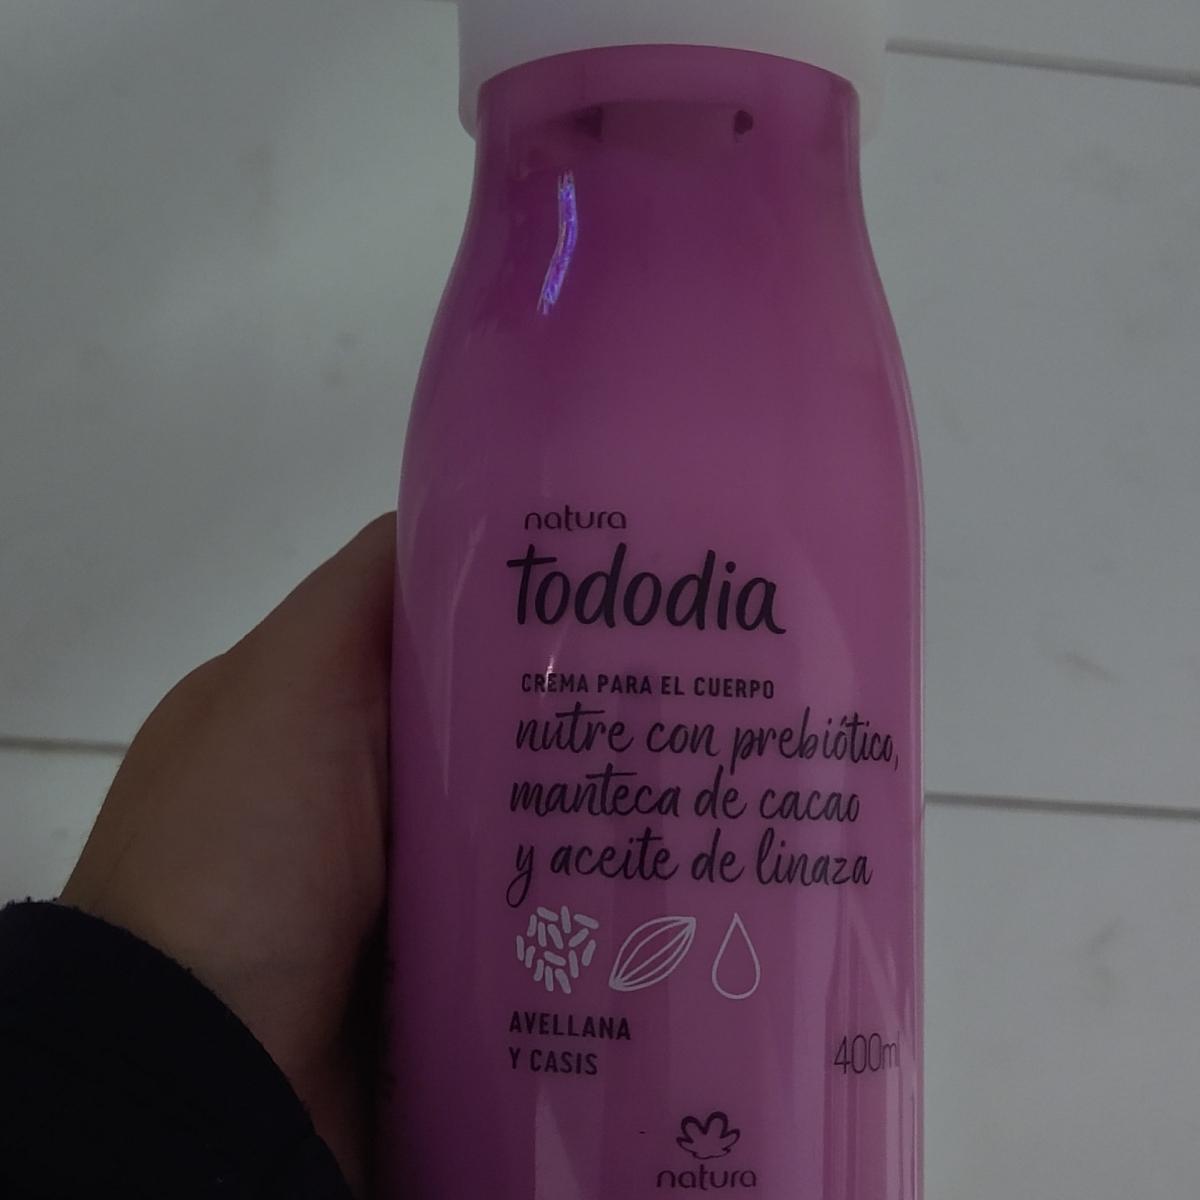 natura
tododia
CREMA PARA EL CUERPO
nutre con prebiótico,
manteca de cacao
y aceite de linaza
AVELLANA
Y CASIS
400ml
natura